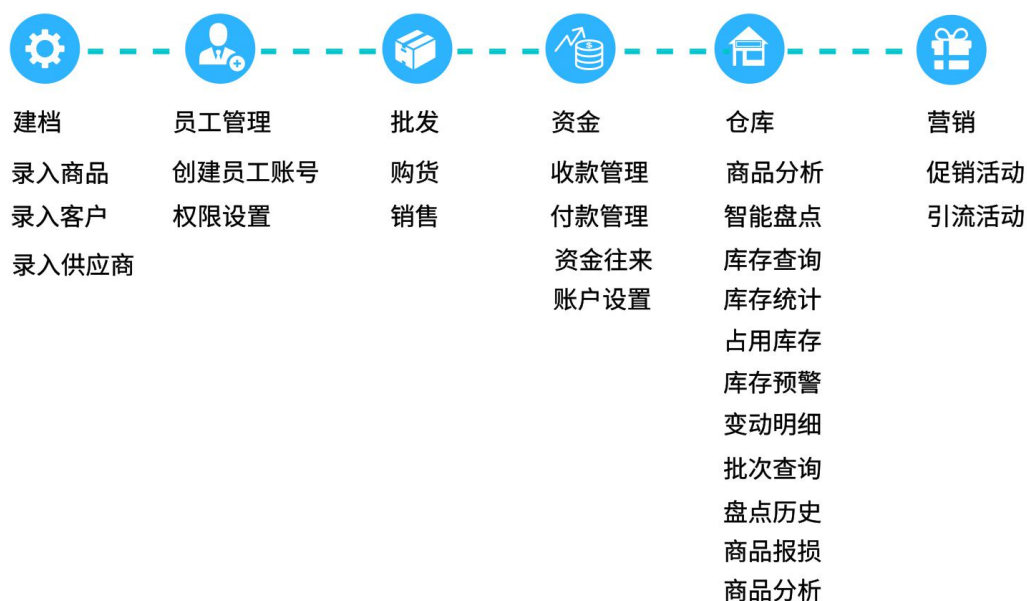 建档
录入商品
录入客户
录入供应商
员工管理
创建员工账号
权限设置
批发
购货
销售
资金
收款管理
付款管理
资金往来
账户设置
仓库
商品分析
智能盘点
库存查询
库存统计
占用库存
库存预警
变动明细
批次查询
盘点历史
商品报损
商品分析
营销
促销活动
引流活动